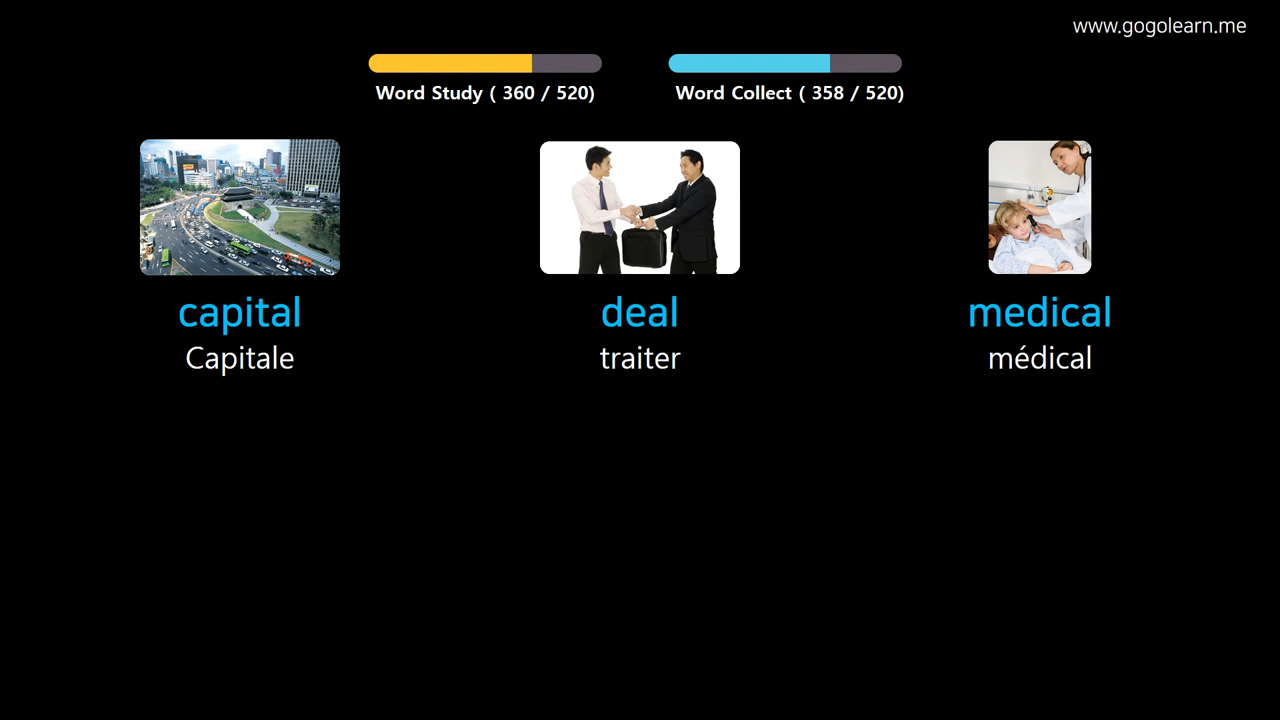 www.gogolearn.me
Word Study ( 360 / 520)
Word Collect ( 358 / 520)
capital
deal
medical
Capitale
traiter
médical